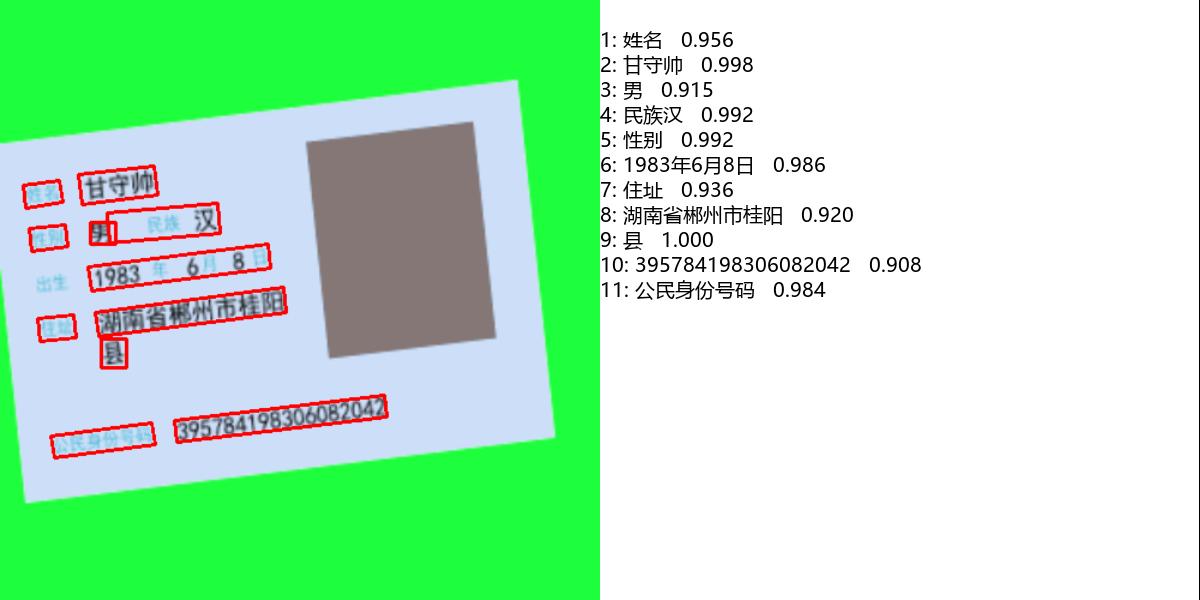 姓名 甘守帅
性别 男 民族 汉
出生 1983 年 6 月 8 日
住址 湖南省郴州市桂阳
县
公民身份号码 395784198306082042
1: 姓名 0.956
2: 甘守帅 0.998
3: 男 0.915
4: 民族汉 0.992
5: 性别 0.992
6: 1983年6月8日 0.986
7: 住址 0.936
8: 湖南省郴州市桂阳 0.920
9: 县 1.000
10: 395784198306082042 0.908
11: 公民身份号码 0.984